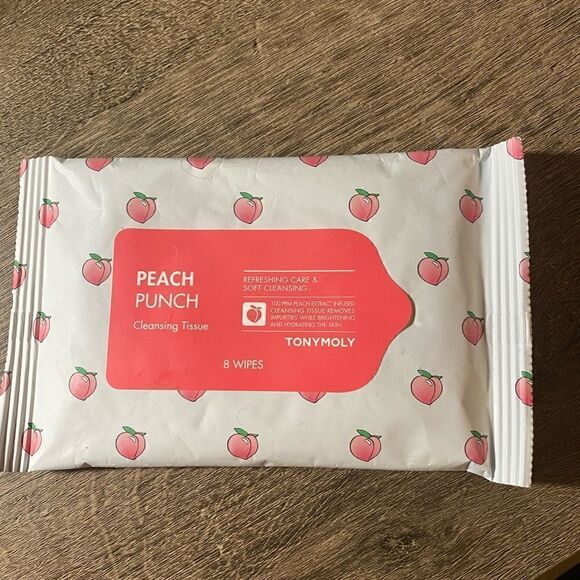 PEACH
PUNCH
Cleansing Tissue
REFRESHING CARE &
SOFT CLEANSING
100 PPM PEACH EXTRACT INFUSED
CLEANSING TISSUE REMOVES
IMPURITIES WHILE BRIGHTENING
AND HYDRATING THE SKIN
TONYMOLY
8 WIPES